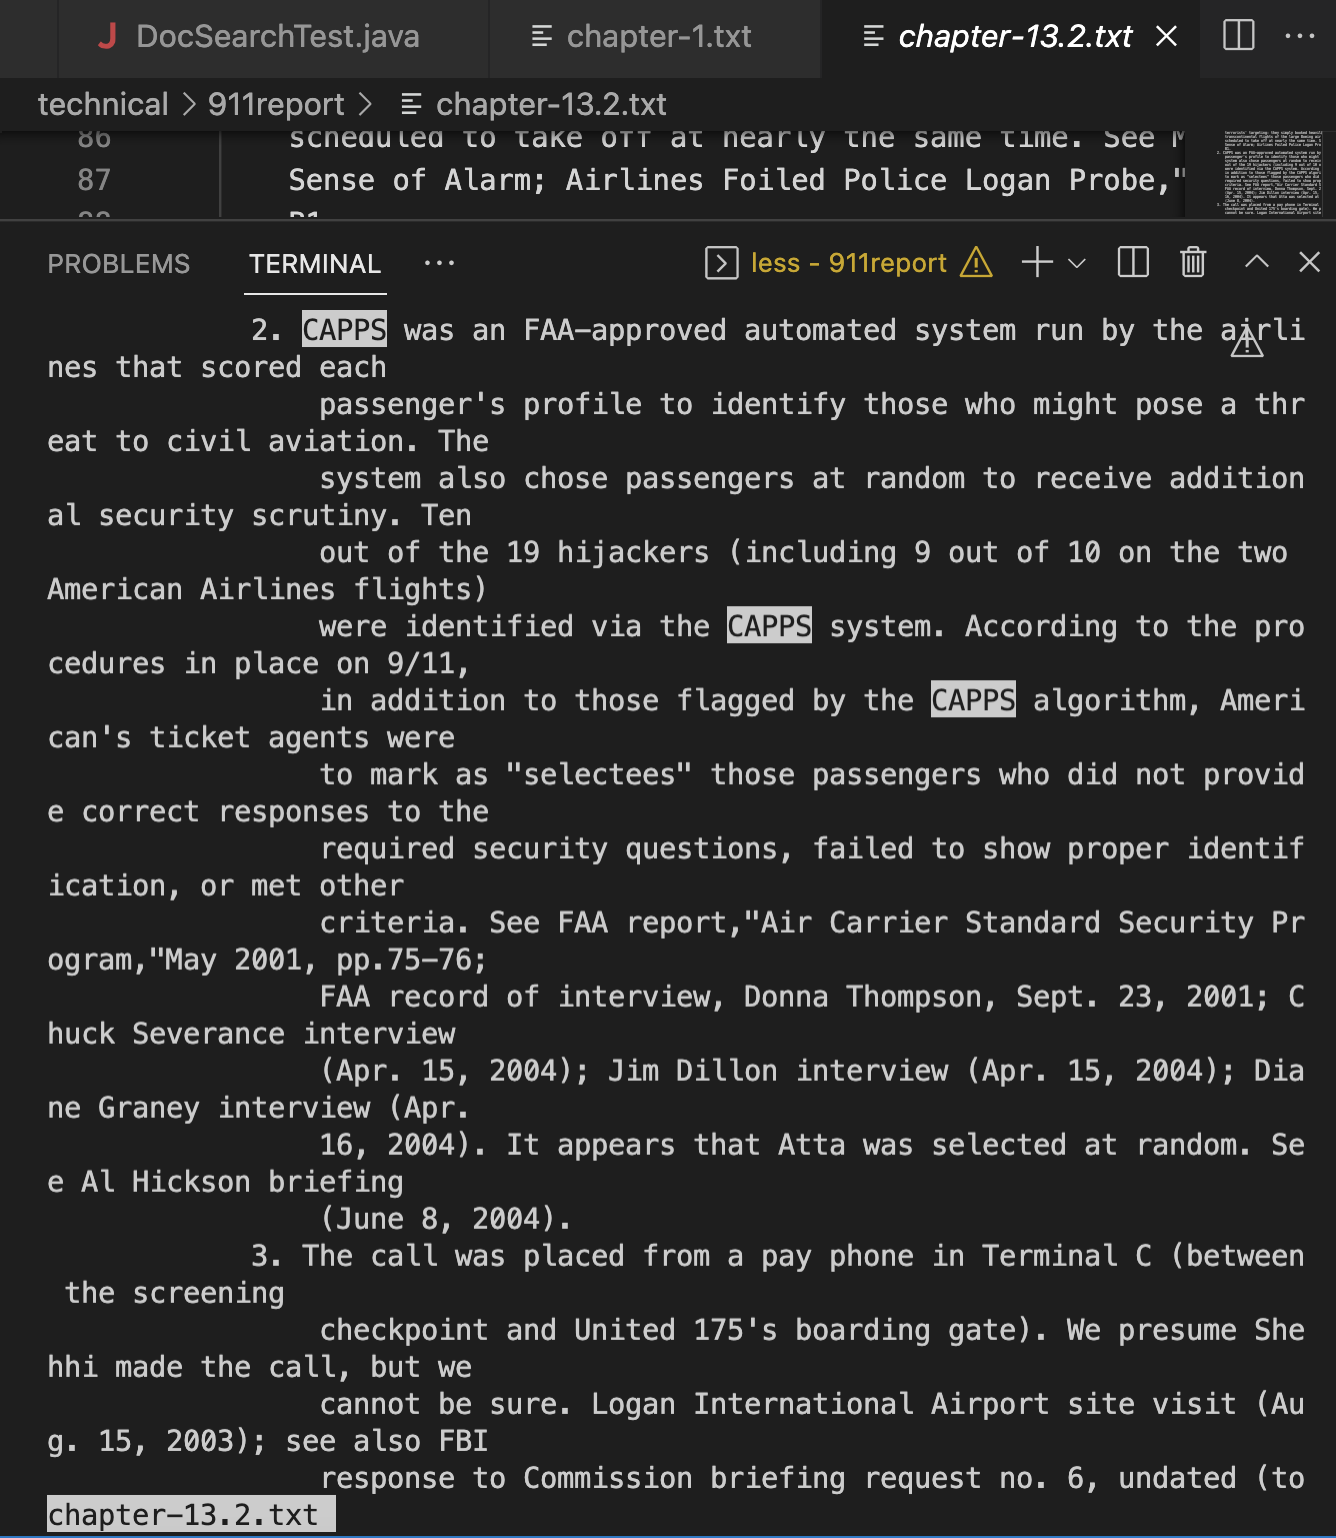 DocSearchTest.java
chapter-1.txt
chapter-13.2.txt
technical > 911report > chapter-13.2.txt
86 scheduled to take off at nearly the same time. See
87 Sense of Alarm; Airlines Foiled Police Logan Probe,"
PROBLEMS TERMINAL ··· less - 911report
2. CAPPS was an FAA-approved automated system run by the airli
nes that scored each
passenger's profile to identify those who might pose a thr
eat to civil aviation. The
system also chose passengers at random to receive addition
al security scrutiny. Ten
out of the 19 hijackers (including 9 out of 10 on the two
American Airlines flights)
were identified via the CAPPS system. According to the pro
cedures in place on 9/11,
in addition to those flagged by the CAPPS algorithm, Ameri
can's ticket agents were
to mark as "selectees" those passengers who did not provid
e correct responses to the
required security questions, failed to show proper identif
ication, or met other
criteria. See FAA report,"Air Carrier Standard Security Pr
ogram,"May 2001, pp.75-76;
FAA record of interview, Donna Thompson, Sept. 23, 2001; C
huck Severance interview
(Apr. 15, 2004); Jim Dillon interview (Apr. 15, 2004); Dia
ne Graney interview (Apr.
16, 2004). It appears that Atta was selected at random. Se
e Al Hickson briefing
(June 8, 2004).
3. The call was placed from a pay phone in Terminal C (between
the screening
checkpoint and United 175's boarding gate). We presume She
hhi made the call, but we
cannot be sure. Logan International Airport site visit (Au
g. 15, 2003); see also FBI
response to Commission briefing request no. 6, undated (to
chapter-13.2.txt